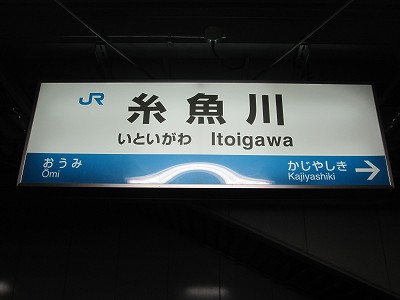 JR 糸魚川
いといがわ Itoigawa
おうみ かじやしき →
Ōmi Kajiyashiki